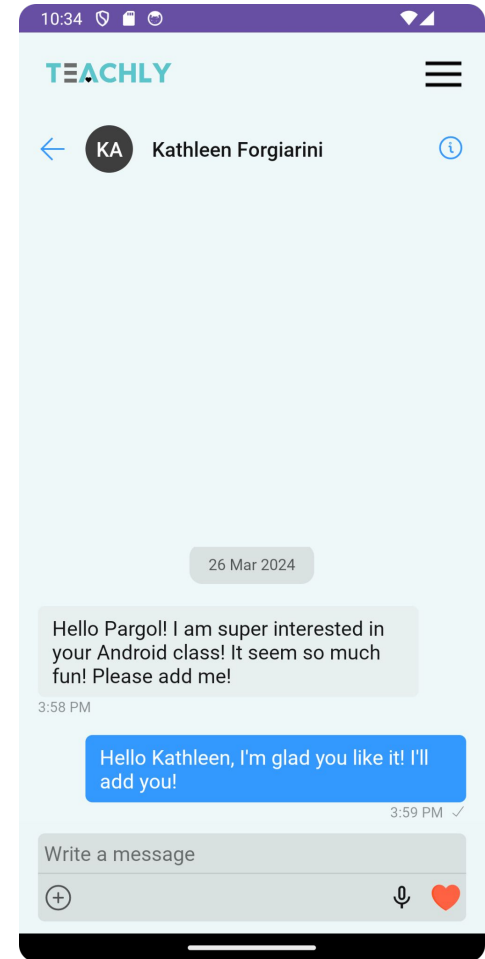 10:34
TEACHLY
KA
Kathleen Forgiarini
26 Mar 2024
Hello Pargol! I am super interested in
your Android class! It seem so much
fun! Please add me!
3:58 PM
Hello Kathleen, I'm glad you like it! I'll
add you!
3:59 PM
Write a message